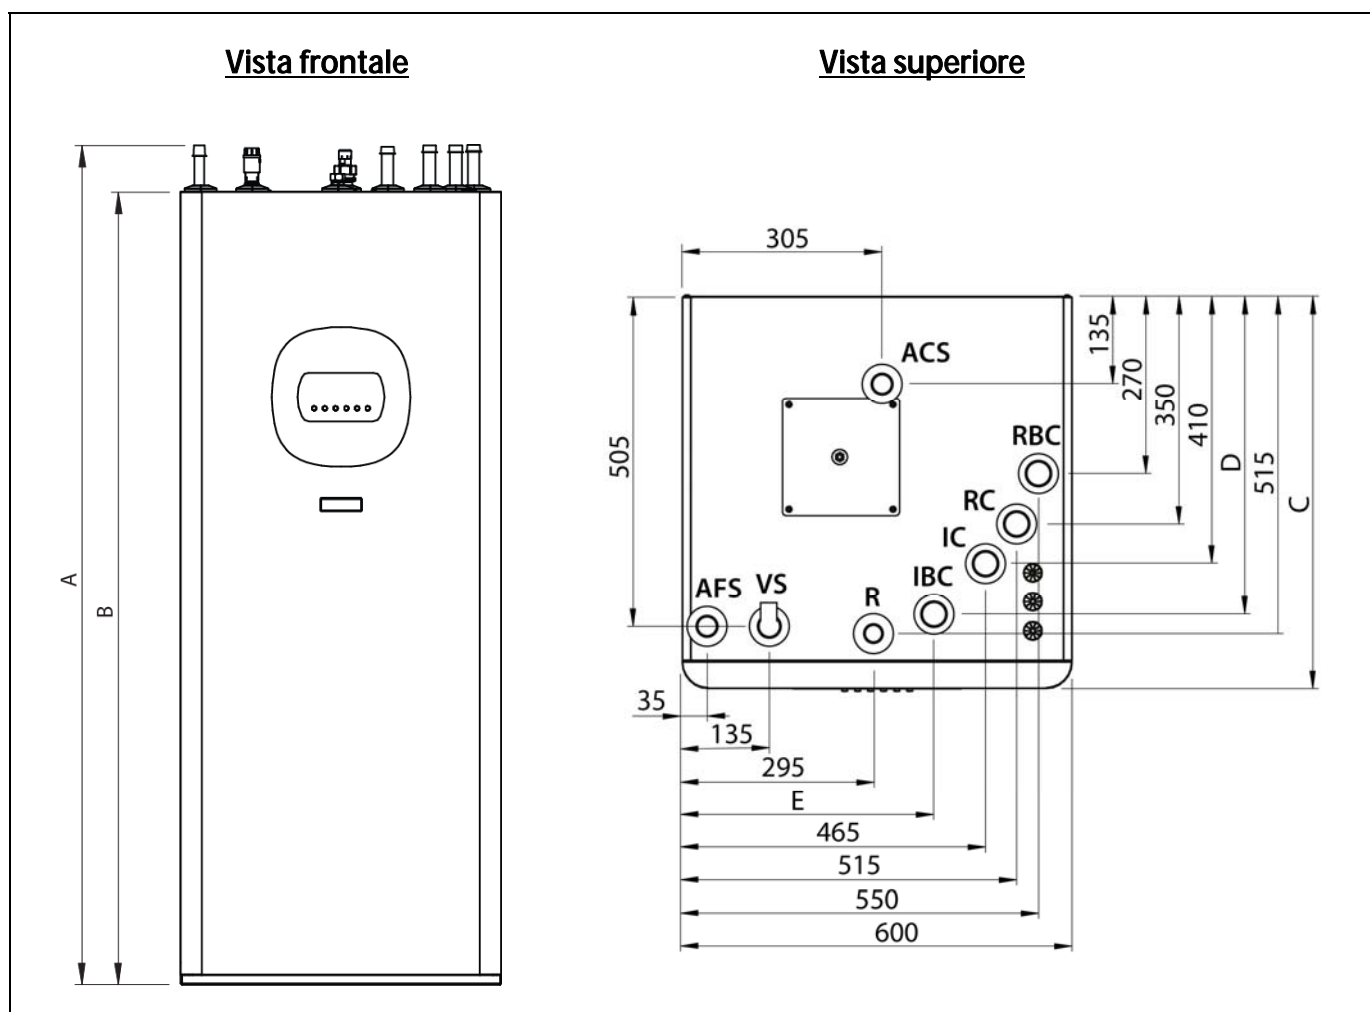 Vista frontale
Vista superiore
A
B
305
505
135
270
350
410
D
515
C
ACS
RBC
RC
IC
IBC
R
VS
AFS
35
135
295
E
465
515
550
600